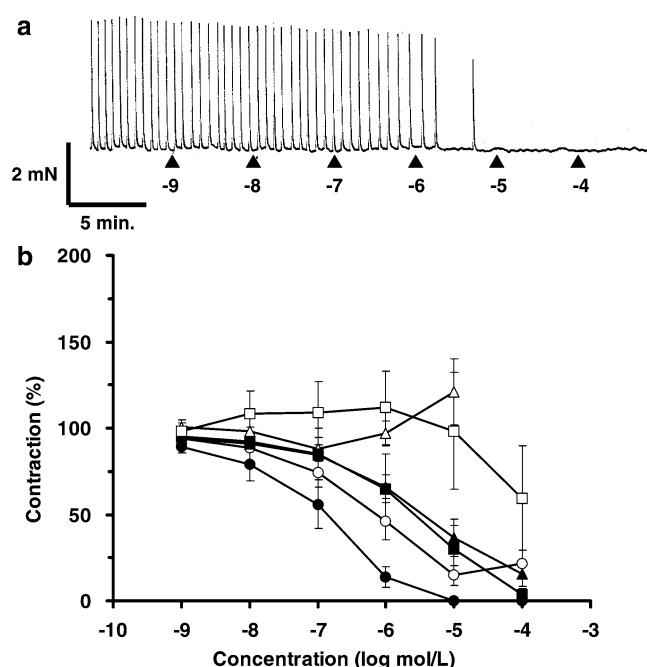 a
2 mN
-9 -8 -7 -6 -5 -4
5 min.
b
200
150
100
50
0
Contraction (%)
-10 -9 -8 -7 -6 -5 -4 -3
Concentration (log mol/L)